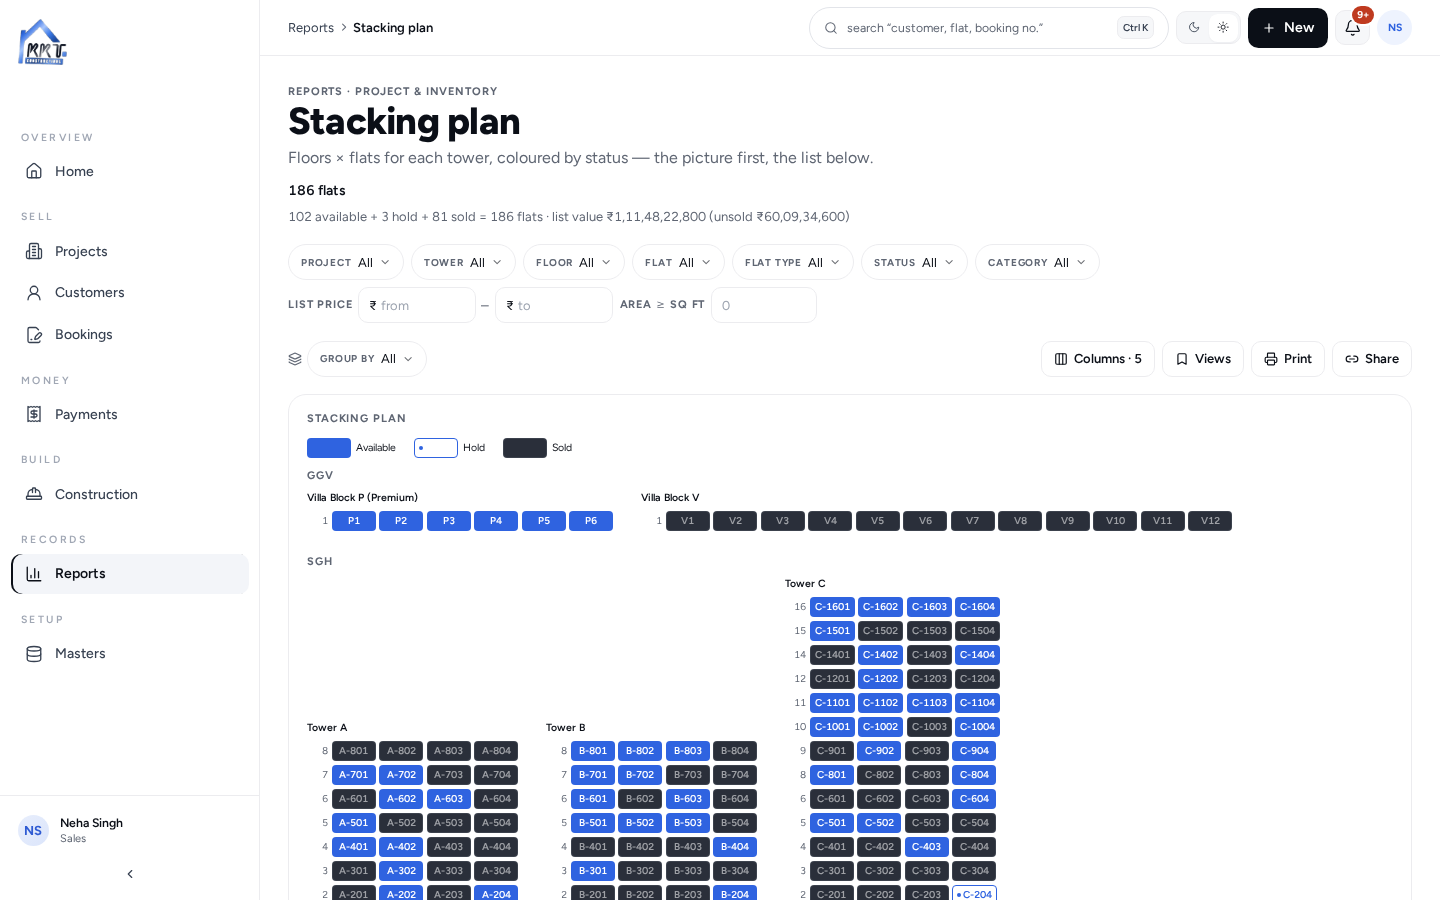 RRT
CONSTRUCTIONS
OVERVIEW
Home
SELL
Projects
Customers
Bookings
MONEY
Payments
BUILD
Construction
RECORDS
Reports
SETUP
Masters
NS
Neha Singh
Sales
Reports > Stacking plan
search “customer, flat, booking no.”
Ctrl K
+ New
9+
NS
REPORTS · PROJECT & INVENTORY
Stacking plan
Floors × flats for each tower, coloured by status — the picture first, the list below.
186 flats
102 available + 3 hold + 81 sold = 186 flats · list value ₹1,11,48,22,800 (unsold ₹60,09,34,600)
PROJECT All TOWER All FLOOR All FLAT All FLAT TYPE All STATUS All CATEGORY All
LIST PRICE ₹ from – ₹ to AREA ≥ SQ FT 0
GROUP BY All
Columns · 5 Views Print Share
STACKING PLAN
Available Hold Sold
GGV
Villa Block P (Premium) Villa Block V
1 P1 P2 P3 P4 P5 P6 1 V1 V2 V3 V4 V5 V6 V7 V8 V9 V10 V11 V12
SGH
Tower C
16 C-1601 C-1602 C-1603 C-1604
15 C-1501 C-1502 C-1503 C-1504
14 C-1401 C-1402 C-1403 C-1404
12 C-1201 C-1202 C-1203 C-1204
11 C-1101 C-1102 C-1103 C-1104
Tower A Tower B 10 C-1001 C-1002 C-1003 C-1004
8 A-801 A-802 A-803 A-804 8 B-801 B-802 B-803 B-804 9 C-901 C-902 C-903 C-904
7 A-701 A-702 A-703 A-704 7 B-701 B-702 B-703 B-704 8 C-801 C-802 C-803 C-804
6 A-601 A-602 A-603 A-604 6 B-601 B-602 B-603 B-604 6 C-601 C-602 C-603 C-604
5 A-501 A-502 A-503 A-504 5 B-501 B-502 B-503 B-504 5 C-501 C-502 C-503 C-504
4 A-401 A-402 A-403 A-404 4 B-401 B-402 B-403 B-404 4 C-401 C-402 C-403 C-404
3 A-301 A-302 A-303 A-304 3 B-301 B-302 B-303 B-304 3 C-301 C-302 C-303 C-304
2 A-201 A-202 A-203 A-204 2 B-201 B-202 B-203 B-204 2 C-201 C-202 C-203 C-204